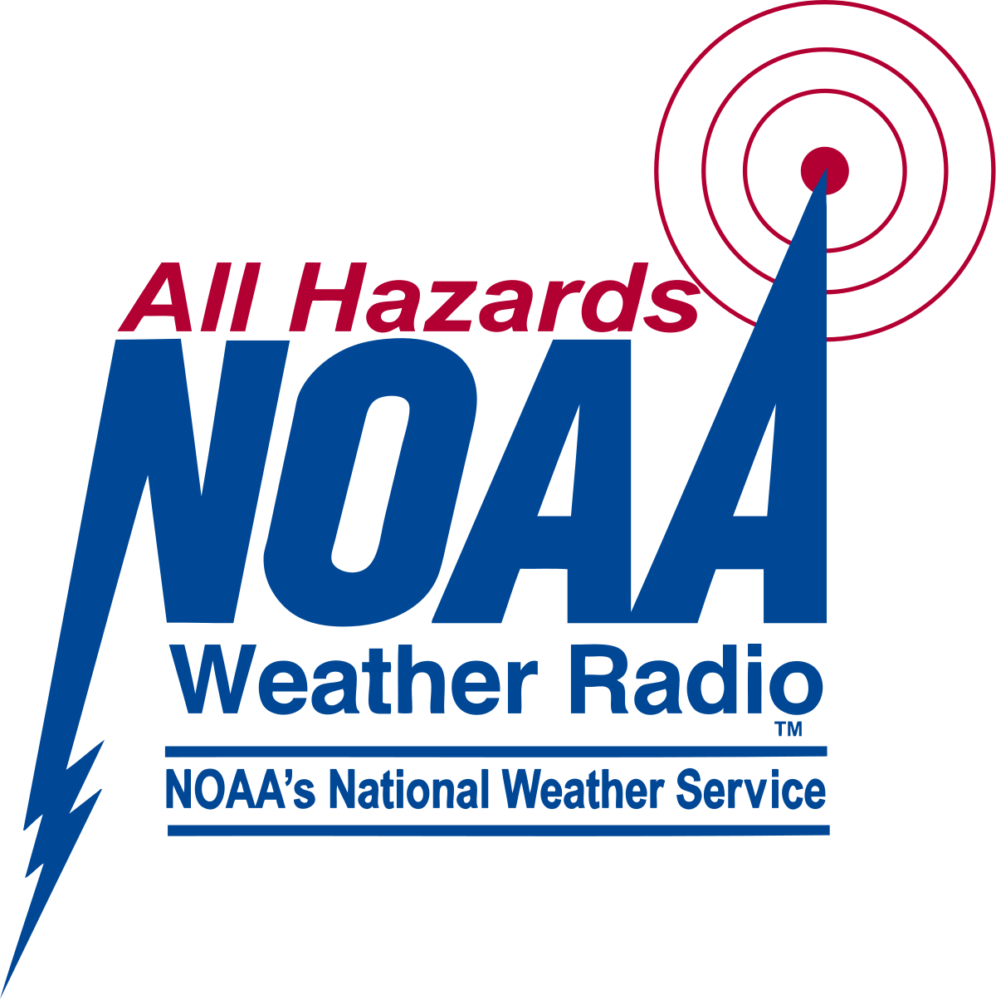 All Hazards
NOAA
Weather Radio
TM
NOAA’s National Weather Service